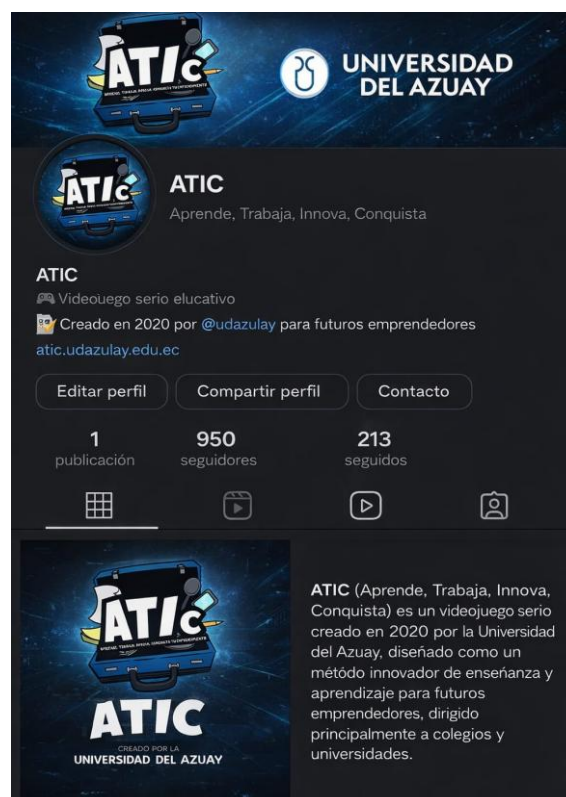 ATIC
UNIVERSIDAD
DEL AZUAY
ATIC
ATIC
Aprende, Trabaja, Innova, Conquista
ATIC
Videouego serio elucativo
Creado en 2020 por @udazulay para futuros emprendedores
atic.udazulay.edu.ec
Editar perfil
Compartir perfil
Contacto
1
publicación
950
seguidores
213
seguidos
ATIC
ATIC
CREADO POR LA
UNIVERSIDAD DEL AZUAY
ATIC (Aprende, Trabaja, Innova,
Conquista) es un videojuego serio
creado en 2020 por la Universidad
del Azuay, diseñado como un
método innovador de enseñanza y
aprendizaje para futuros
emprendedores, dirigido
principalmente a colegios y
universidades.